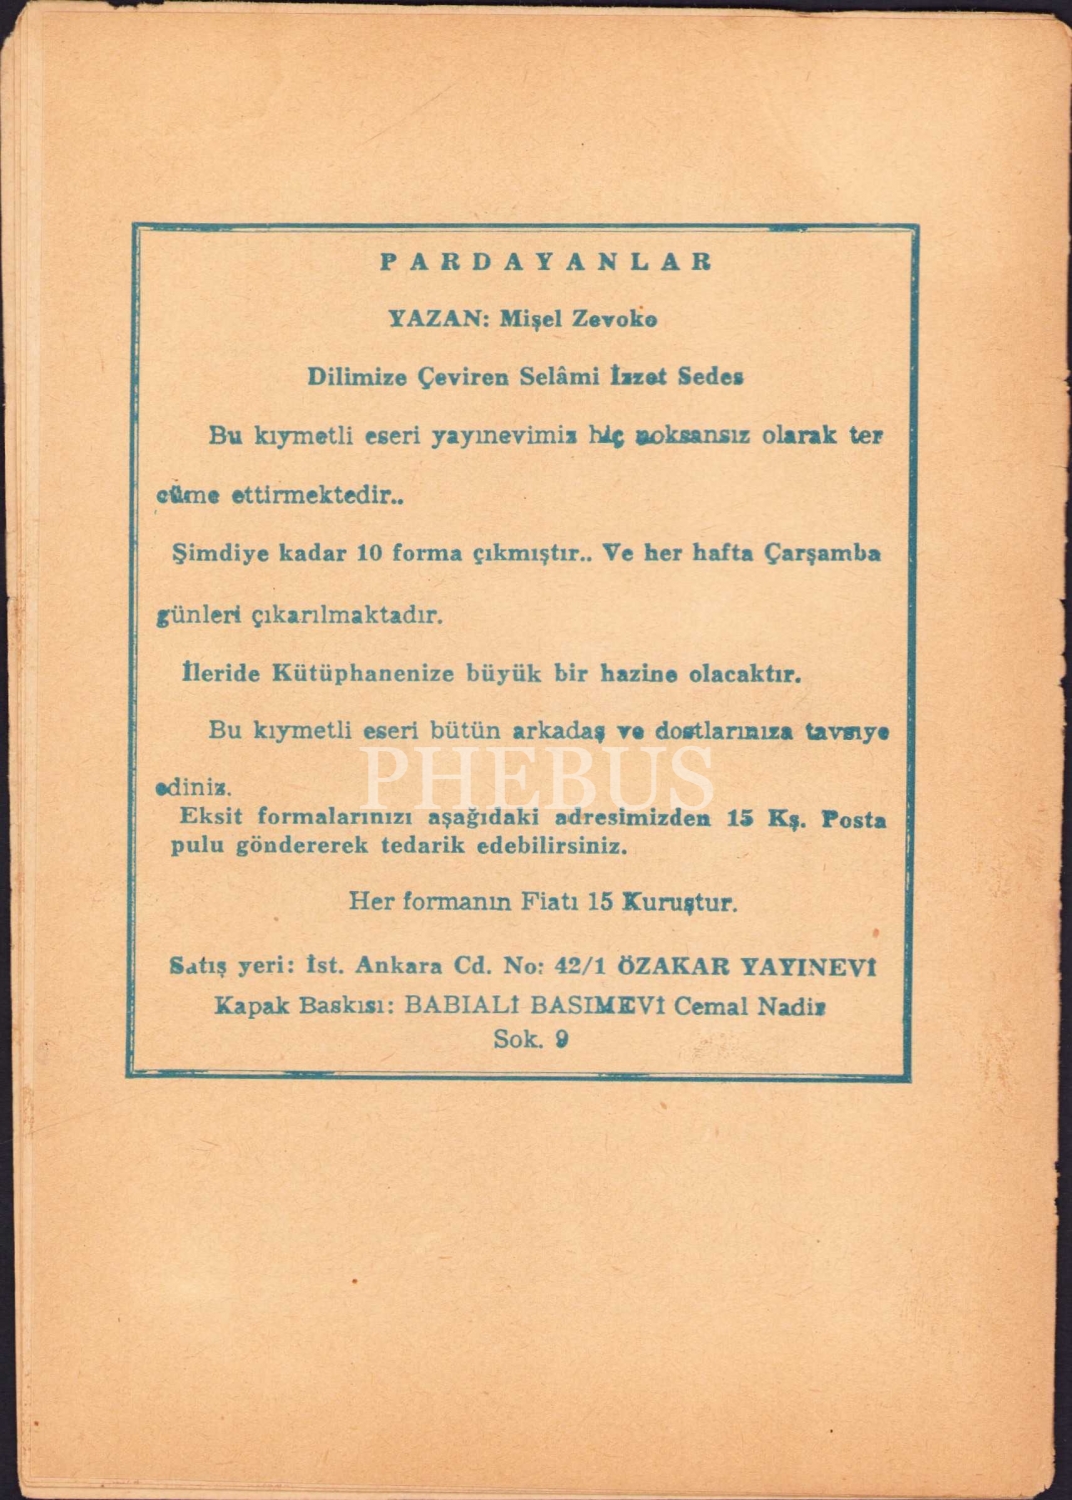 PARDAYANLAR
YAZAN: Mişel Zevoko
Dilimize Çeviren Selâmi İzzet Sedes
Bu kıymetli eseri yayınevimiz hiç noksansız olarak ter
cüme ettirmektedir..
Şimdiye kadar 10 forma çıkmıştır.. Ve her hafta Çarşamba
günleri çıkarılmaktadır.
İleride Kütüphanenize büyük bir hazine olacaktır.
Bu kıymetli eseri bütün arkadaş ve dostlarınıza tavsiye
ediniz.
PHEBUS
Eksit formalarınızı aşağıdaki adresimizden 15 Kş. Posta
pulu göndererek tedarik edebilirsiniz.
Her formanın Fiatı 15 Kuruştur.
Satış yeri: İst. Ankara Cd. No: 42/1 ÖZAKAR YAYINEVİ
Kapak Baskısı: BABIALİ BASIMEVİ Cemal Nadir
Sok. 9